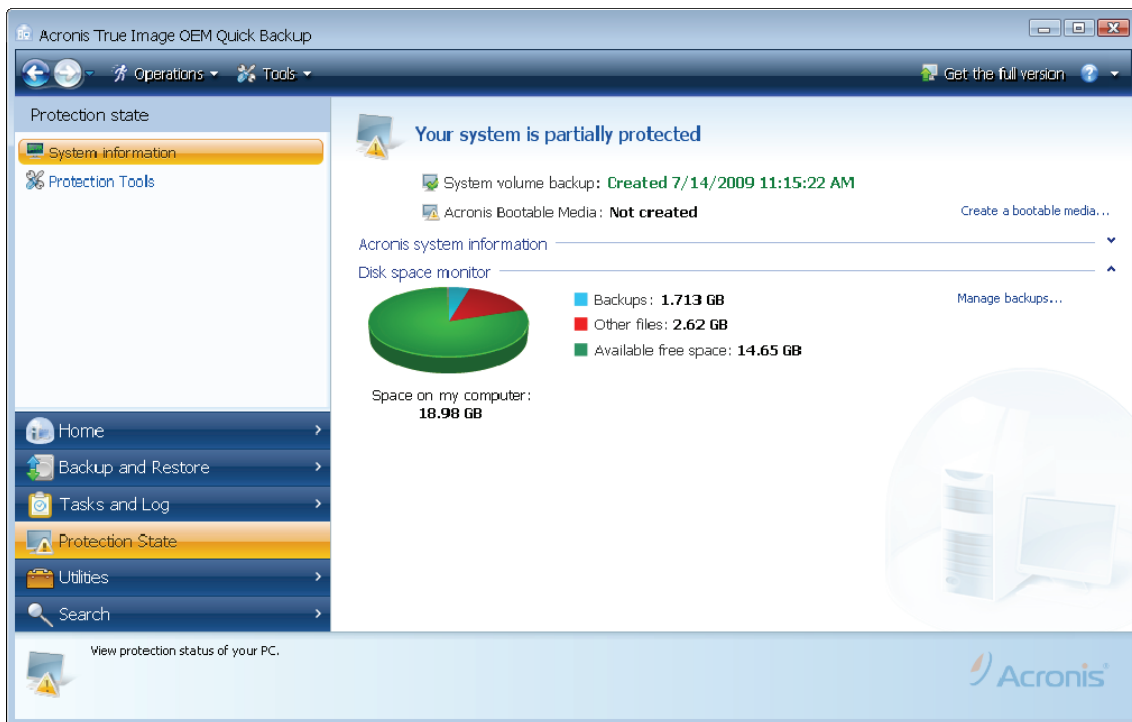 Acronis True Image OEM Quick Backup
Operations
Tools
Get the full version
Protection state
System information
Protection Tools
Your system is partially protected
System volume backup: Created 7/14/2009 11:15:22 AM
Acronis Bootable Media: Not created
Create a bootable media...
Acronis system information
Disk space monitor
Backups: 1.713 GB
Manage backups...
Other files: 2.62 GB
Available free space: 14.65 GB
Space on my computer:
18.98 GB
Home
Backup and Restore
Tasks and Log
Protection State
Utilities
Search
View protection status of your PC.
Acronis